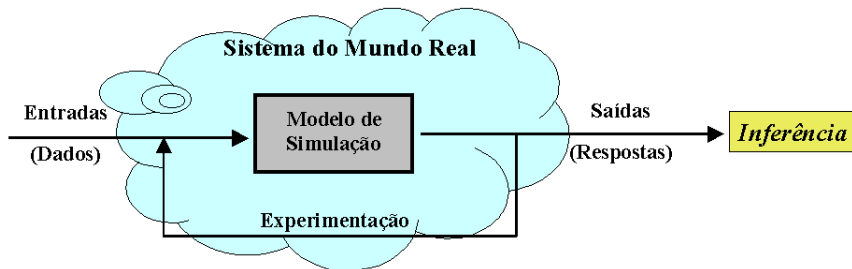 Sistema do Mundo Real
Entradas
(Dados)
Modelo de
Simulação
Saídas
(Respostas)
Inferência
Experimentação